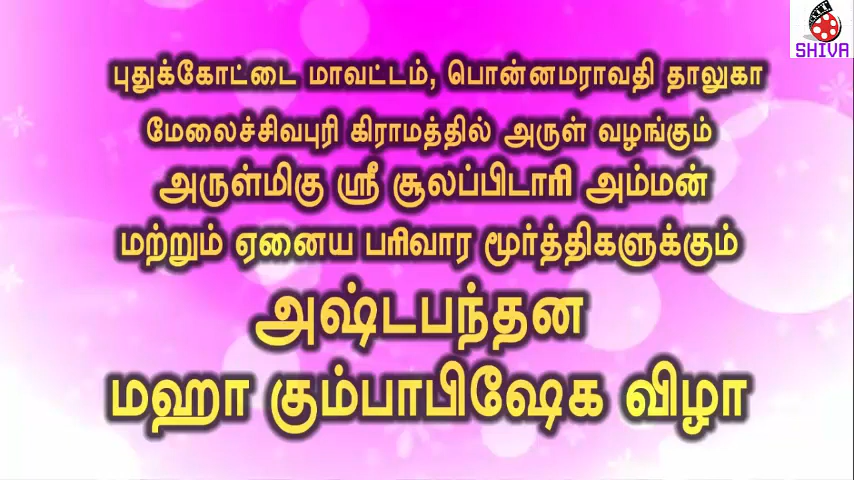 SHIVA
புதுக்கோட்டை மாவட்டம், பொன்னமராவதி தாலுகா
மேலைச்சிவபுரி கிராமத்தில் அருள் வழங்கும்
அருள்மிகு ஸ்ரீ சூலப்பிடாரி அம்மன்
மற்றும் ஏனைய பரிவார மூர்த்திகளுக்கும்
அஷ்டபந்தன
மஹா கும்பாபிஷேக விழா